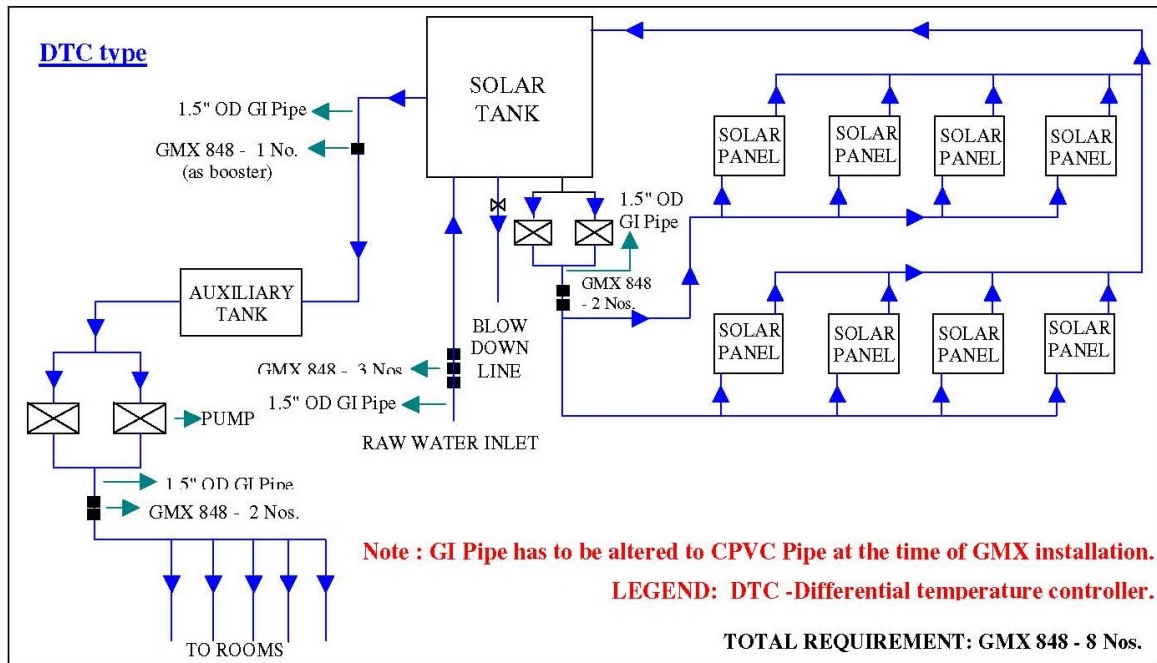 DTC type
SOLAR
TANK
1.5" OD GI Pipe
GMX 848 - 1 No.
(as booster)
SOLAR
PANEL
SOLAR
PANEL
SOLAR
PANEL
SOLAR
PANEL
1.5" OD
GI Pipe
AUXILIARY
TANK
GMX 848
- 2 Nos.
BLOW
DOWN
LINE
SOLAR
PANEL
SOLAR
PANEL
SOLAR
PANEL
SOLAR
PANEL
GMX 848 - 3 Nos
1.5" OD GI Pipe
PUMP
RAW WATER INLET
1.5" OD GI Pipe
GMX 848 - 2 Nos.
Note : GI Pipe has to be altered to CPVC Pipe at the time of GMX installation.
LEGEND: DTC -Differential temperature controller.
TO ROOMS
TOTAL REQUIREMENT: GMX 848 - 8 Nos.